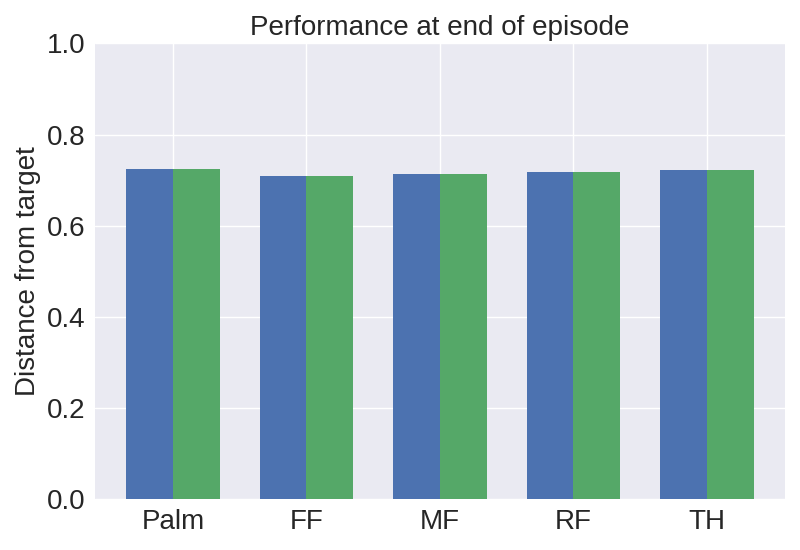 Performance at end of episode
Distance from target
1.0
0.8
0.6
0.4
0.2
0.0
Palm FF MF RF TH